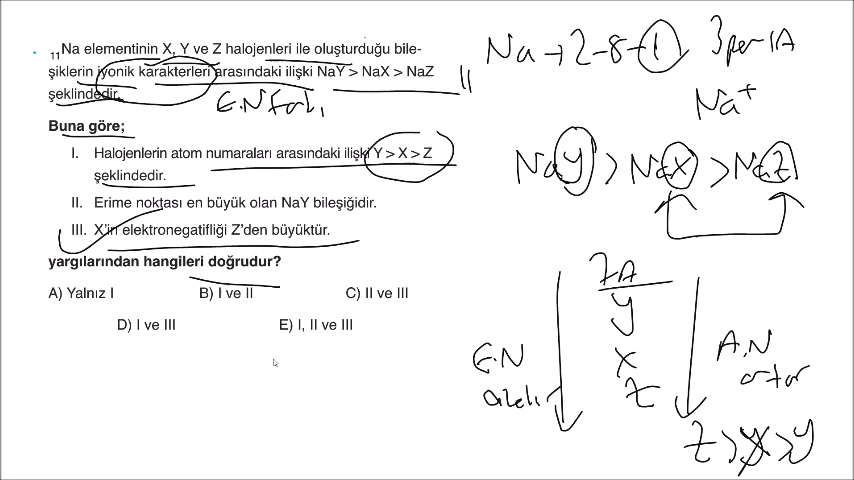 ₁₁Na elementinin X, Y ve Z halojenleri ile oluşturduğu bile-
şiklerin iyonik karakterleri arasındaki ilişki NaY > NaX > NaZ
şeklindedir.
E.N farkı
Buna göre;
I. Halojenlerin atom numaraları arasındaki ilişki Y > X > Z
şeklindedir.
II. Erime noktası en büyük olan NaY bileşiğidir.
III. X'in elektronegatifliği Z'den büyüktür.
yargılarından hangileri doğrudur?
A) Yalnız I B) I ve II C) II ve III
D) I ve III E) I, II ve III
Na → 2-8-1 3per 1A
Na+
NaY > NaX > NaZ
7A
Y
X
Z
E.N
azalır
A.N
artar
Z > X > Y